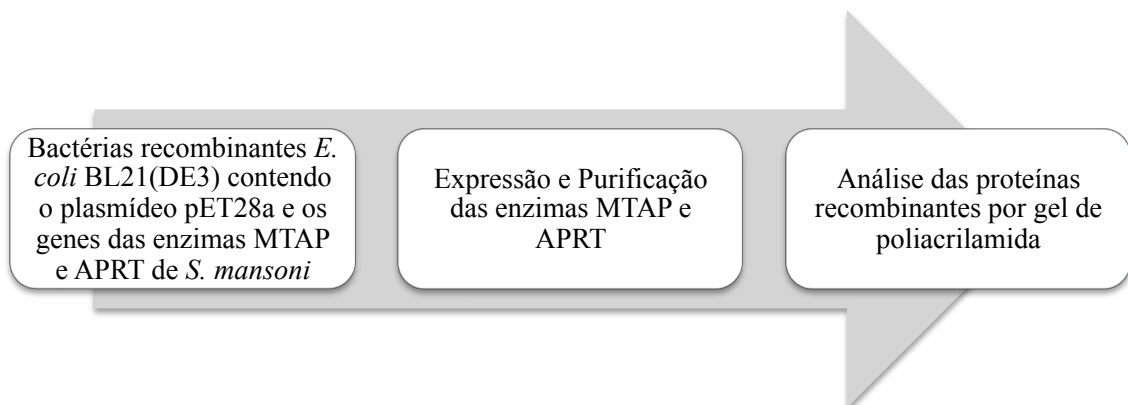 Bactérias recombinantes E.
coli BL21(DE3) contendo
o plasmídeo pET28a e os
genes das enzimas MTAP
e APRT de S. mansoni
Expressão e Purificação
das enzimas MTAP e
APRT
Análise das proteínas
recombinantes por gel de
poliacrilamida